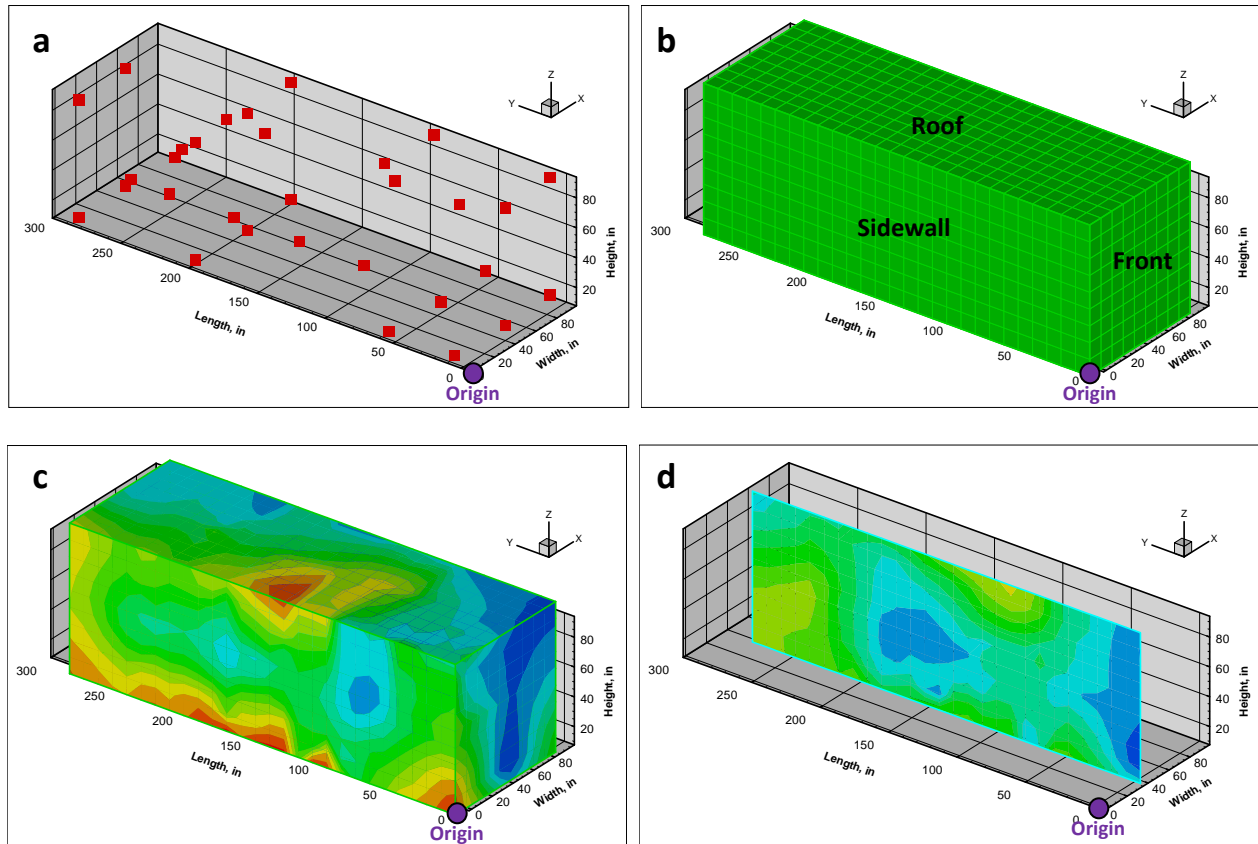 a
Z
Y
X
80
60
40
20
Height, in
300
250
200
150
100
50
0
Length, in
0
20
40
60
80
Width, in
Origin
b
Roof
Sidewall
Front
Z
Y
X
80
60
40
20
Height, in
300
250
200
150
100
50
0
Length, in
0
20
40
60
80
Width, in
Origin
c
Z
Y
X
80
60
40
20
Height, in
300
250
200
150
100
50
0
Length, in
0
20
40
60
80
Width, in
Origin
d
Z
Y
X
80
60
40
20
Height, in
300
250
200
150
100
50
0
Length, in
0
20
40
60
80
Width, in
Origin